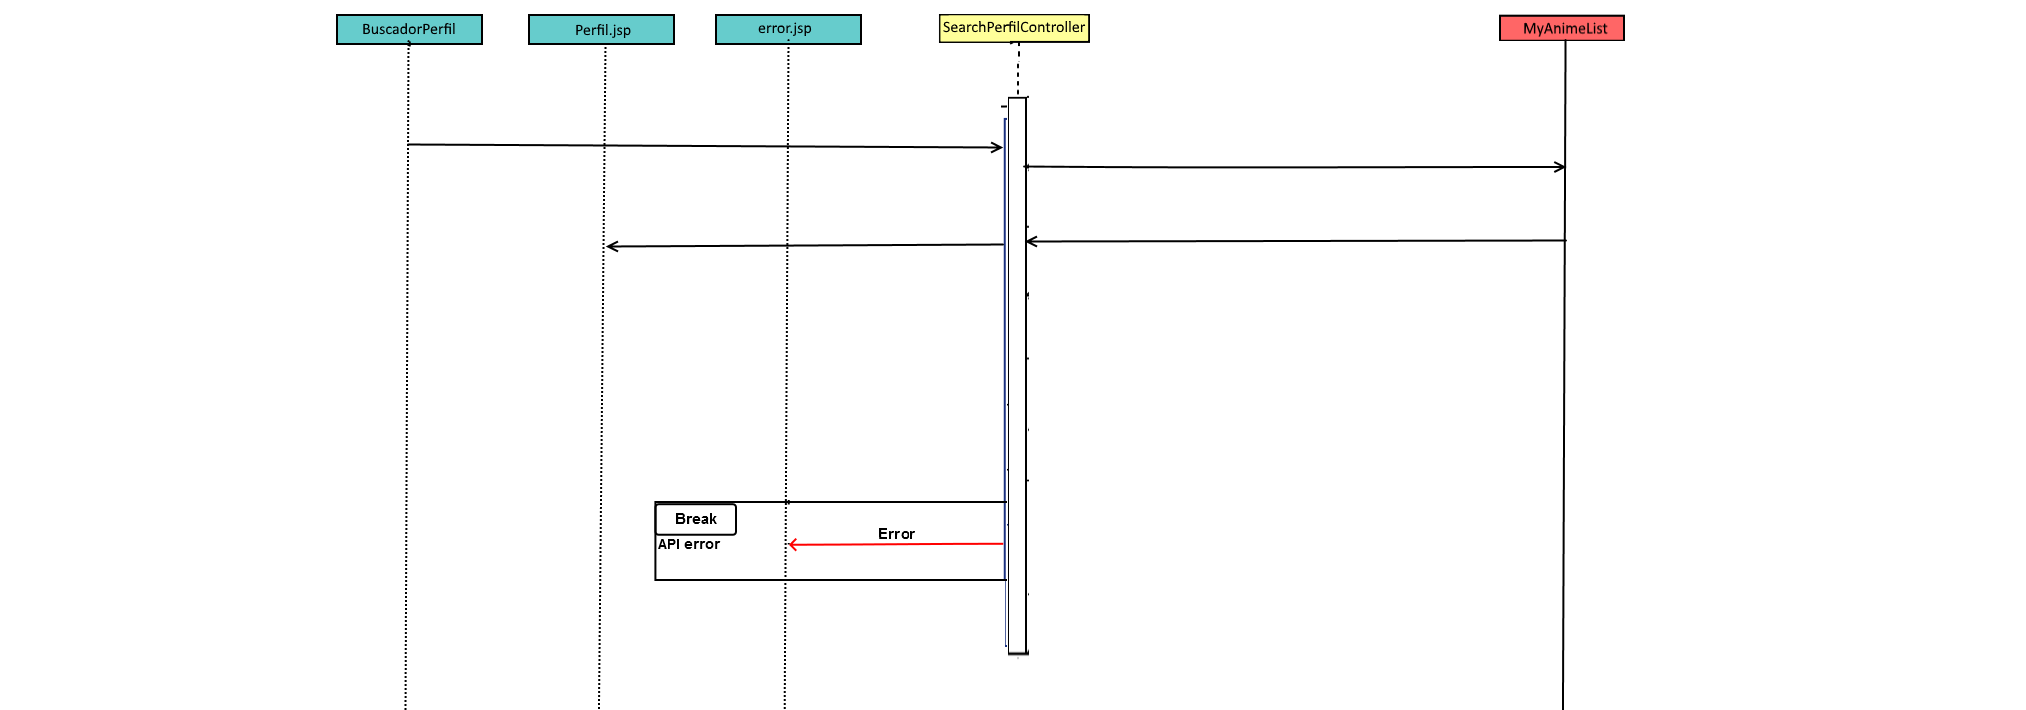 BuscadorPerfil
Perfil.jsp
error.jsp
SearchPerfilController
MyAnimeList
Break
Error
API error